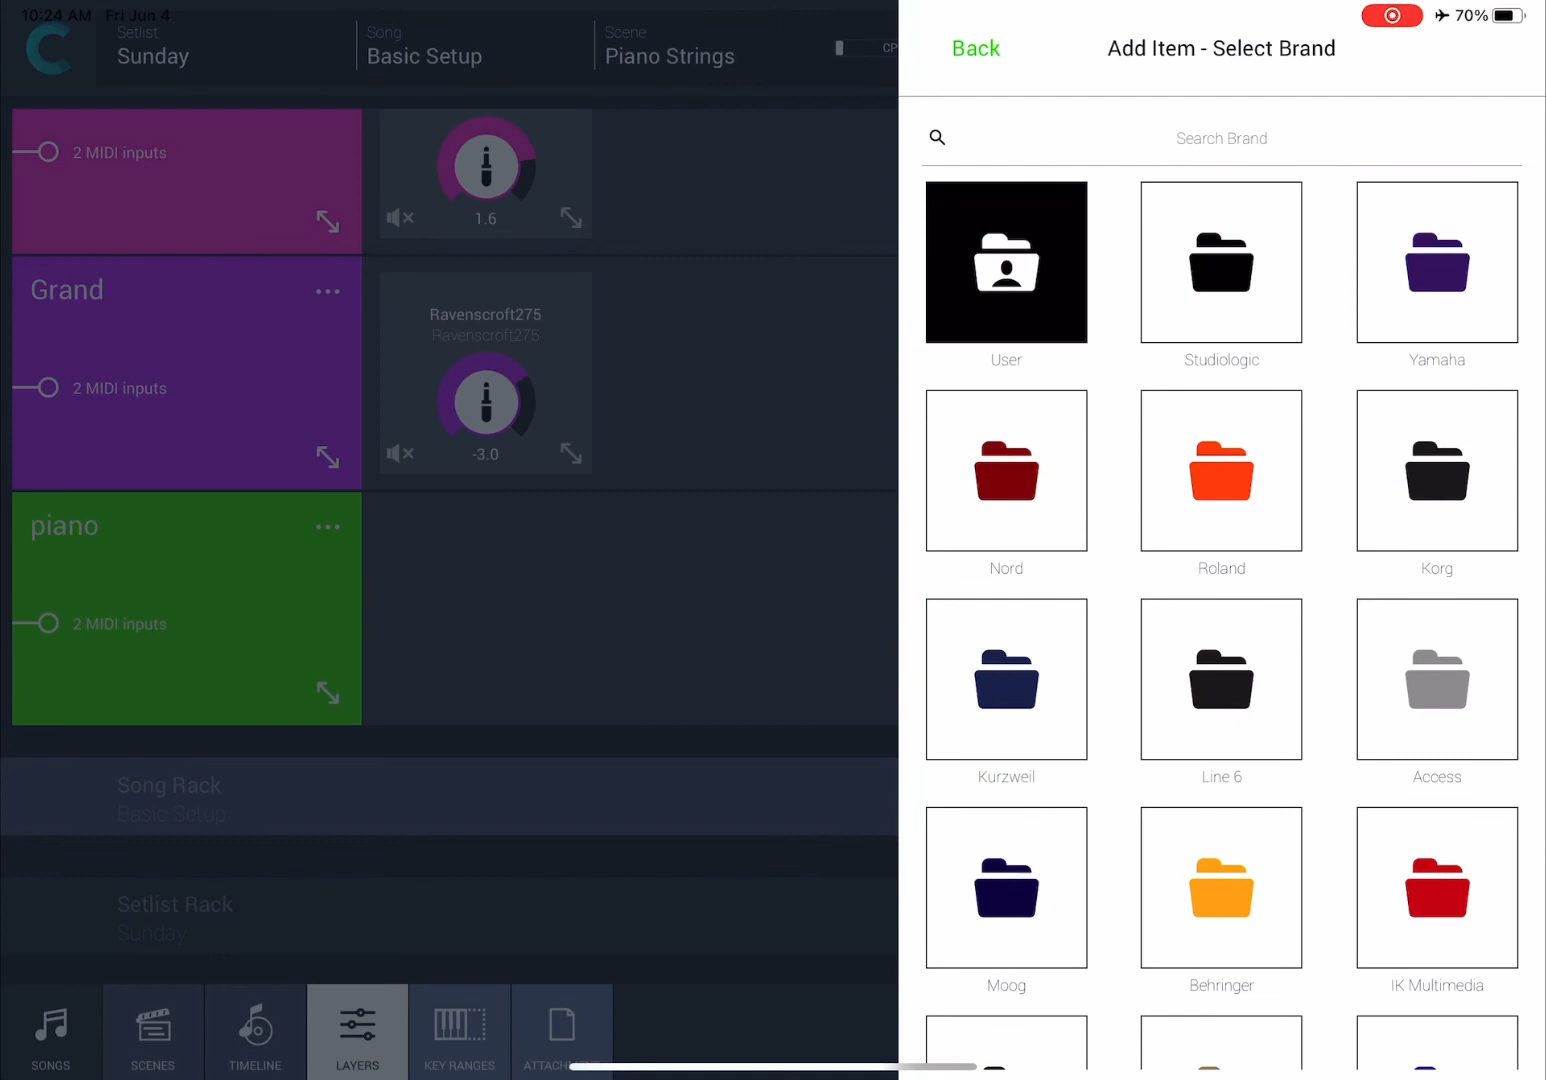 10:24 AM Fri Jun 4
70%
Setlist
Sunday
Song
Basic Setup
Scene
Piano Strings
CP
Back
Add Item - Select Brand
Search Brand
2 MIDI inputs
1.6
Grand
2 MIDI inputs
Ravenscroft275
Ravenscroft275
-3.0
piano
2 MIDI inputs
Song Rack
Basic Setup
Setlist Rack
Sunday
User
Studiologic
Yamaha
Nord
Roland
Korg
Kurzweil
Line 6
Access
Moog
Behringer
IK Multimedia
SONGS
SCENES
TIMELINE
LAYERS
KEY RANGES
ATTACHM